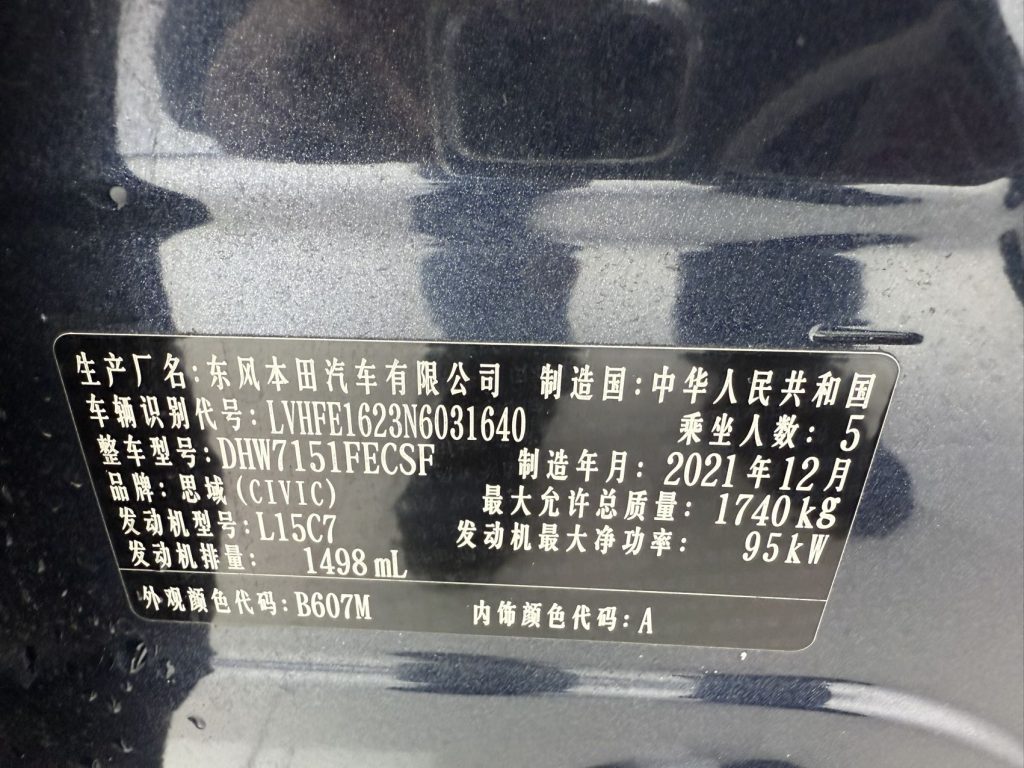 生产厂名:东风本田汽车有限公司 制造国:中华人民共和国
车辆识别代号:LVHFE1623N6031640 乘坐人数: 5
整车型号:DHW7151FECSF 制造年月:2021年12月
品牌:思域(CIVIC) 最大允许总质量: 1740kg
发动机型号:L15C7 发动机最大净功率: 95kW
发动机排量: 1498mL
外观颜色代码:B607M 内饰颜色代码:A